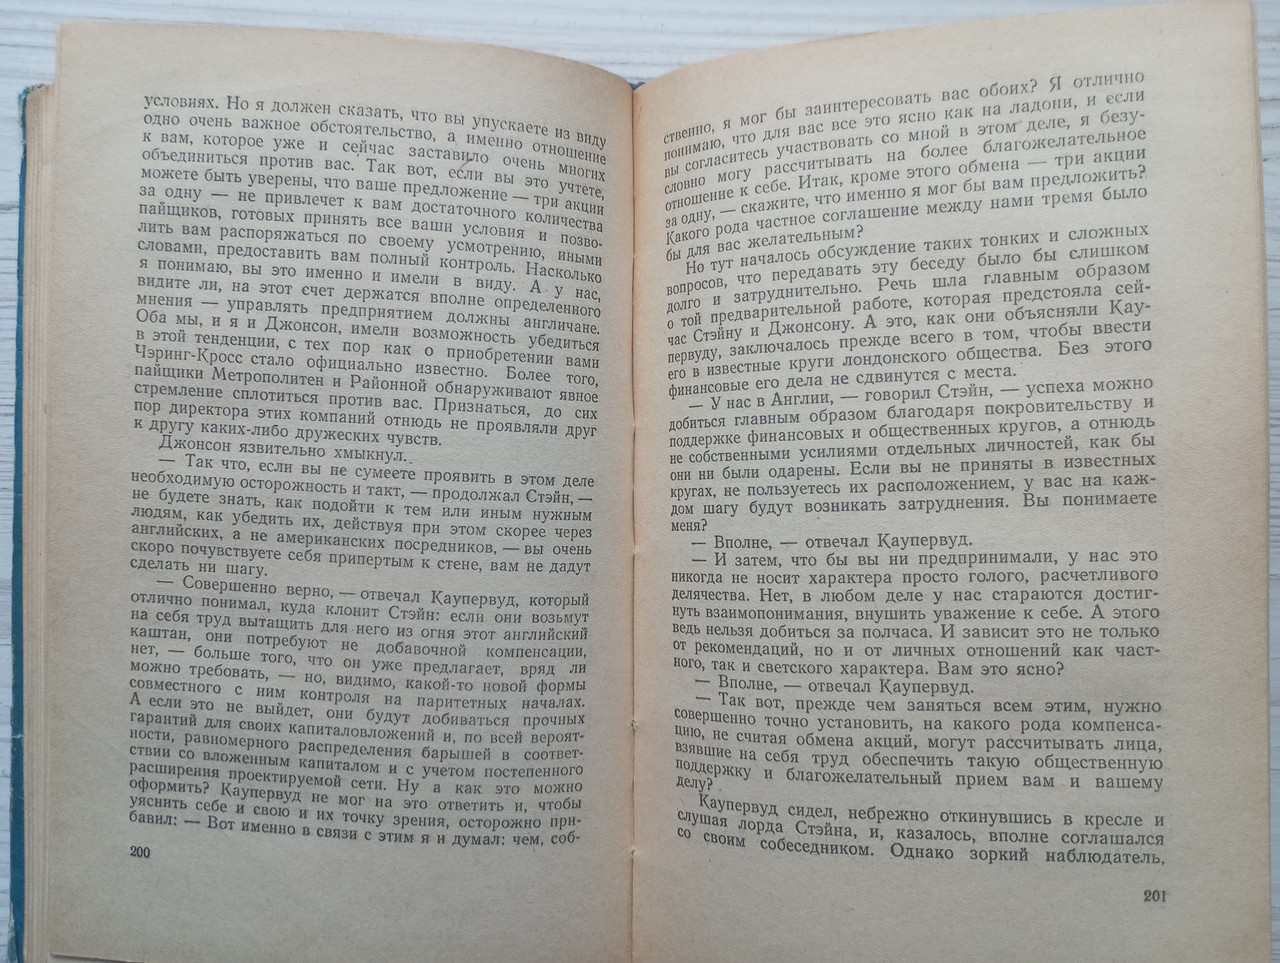 условиях. Но я должен сказать, что вы упускаете из виду
одно очень важное обстоятельство, а именно отношение
к вам, которое уже и сейчас заставило очень многих
объединиться против вас. Так вот, если вы это учтете,
можете быть уверены, что ваше предложение — три акции
за одну — не привлечет к вам достаточного количества
пайщиков, готовых принять все ваши условия и позво-
лить вам распоряжаться по своему усмотрению, иными
словами, предоставить вам полный контроль. Насколько
я понимаю, вы это именно и имели в виду. А у нас,
видите ли, на этот счет держатся вполне определенного
мнения — управлять предприятием должны англичане.
Оба мы, и я и Джонсон, имели возможность убедиться
в этой тенденции, с тех пор как о приобретении вами
Чэринг-Кросс стало официально известно. Более того,
пайщики Метрополитен и Районной обнаруживают явное
стремление сплотиться против вас. Признаться, до сих
пор директора этих компаний отнюдь не проявляли друг
к другу каких-либо дружеских чувств.
Джонсон язвительно хмыкнул.
— Так что, если вы не сумеете проявить в этом деле
необходимую осторожность и такт, — продолжал Стэйн, —
не будете знать, как подойти к тем или иным нужным
людям, как убедить их, действуя при этом скорее через
английских, а не американских посредников, — вы очень
скоро почувствуете себя припертым к стене, вам не дадут
сделать ни шагу.
— Совершенно верно, — отвечал Каупервуд, который
отлично понимал, куда клонит Стэйн: если они возьмут
на себя труд вытащить для него из огня этот английский
каштан, они потребуют не добавочной компенсации,
нет, — больше того, что он уже предлагает, вряд ли
можно требовать, — но, видимо, какой-то новой формы
совместного с ним контроля на паритетных началах.
А если это не выйдет, они будут добиваться прочных
гарантий для своих капиталовложений и, по всей вероят-
ности, равномерного распределения барышей в соответ-
ствии со вложенным капиталом и с учетом постепенного
расширения проектируемой сети. Ну а как это можно
оформить? Каупервуд не мог на это ответить и, чтобы
уяснить себе и свою и их точку зрения, осторожно при-
бавил: — Вот именно в связи с этим я и думал: чем, соб-
200
ственно, я мог бы заинтересовать вас обоих? Я отлично
понимаю, что для вас все это ясно как на ладони, и если
вы согласитесь участвовать со мной в этом деле, я безу-
словно могу рассчитывать на более благожелательное
отношение к себе. Итак, кроме этого обмена — три акции
за одну, — скажите, что именно я мог бы вам предложить?
Какого рода частное соглашение между нами тремя было
бы для вас желательным?
Но тут началось обсуждение таких тонких и сложных
вопросов, что передавать эту беседу было бы слишком
долго и затруднительно. Речь шла главным образом
о той предварительной работе, которая предстояла сей-
час Стэйну и Джонсону. А это, как они объясняли Кау-
первуду, заключалось прежде всего в том, чтобы ввести
его в известные круги лондонского общества. Без этого
финансовые его дела не сдвинутся с места.
— У нас в Англии, — говорил Стэйн, — успеха можно
добиться главным образом благодаря покровительству и
поддержке финансовых и общественных кругов, а отнюдь
не собственными усилиями отдельных личностей, как бы
они ни были одарены. Если вы не приняты в известных
кругах, не пользуетесь их расположением, у вас на каж-
дом шагу будут возникать затруднения. Вы понимаете
меня?
— Вполне, — отвечал Каупервуд.
— И затем, что бы вы ни предпринимали, у нас это
никогда не носит характера просто голого, расчетливого
делячества. Нет, в любом деле у нас стараются достиг-
нуть взаимопонимания, внушить уважение к себе. А этого
ведь нельзя добиться за полчаса. И зависит это не только
от рекомендаций, но и от личных отношений как част-
ного, так и светского характера. Вам это ясно?
— Вполне, — отвечал Каупервуд.
— Так вот, прежде чем заняться всем этим, нужно
совершенно точно установить, на какого рода компенса-
цию, не считая обмена акций, могут рассчитывать лица,
взявшие на себя труд обеспечить такую общественную
поддержку и благожелательный прием вам и вашему
делу?
Каупервуд сидел, небрежно откинувшись в кресле и
слушая лорда Стэйна, и, казалось, вполне соглашался
со своим собеседником. Однако зоркий наблюдатель,
201